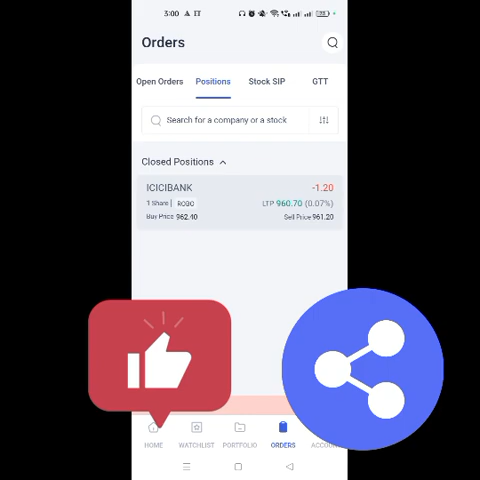 3:00 A IT
Orders
Open Orders Positions Stock SIP GTT
Search for a company or a stock
Closed Positions
ICICIBANK -1.20
1 Share | ROBO LTP 960.70 (0.07%)
Buy Price 962.40 Sell Price 961.20
HOME WATCHLIST PORTFOLIO ORDERS